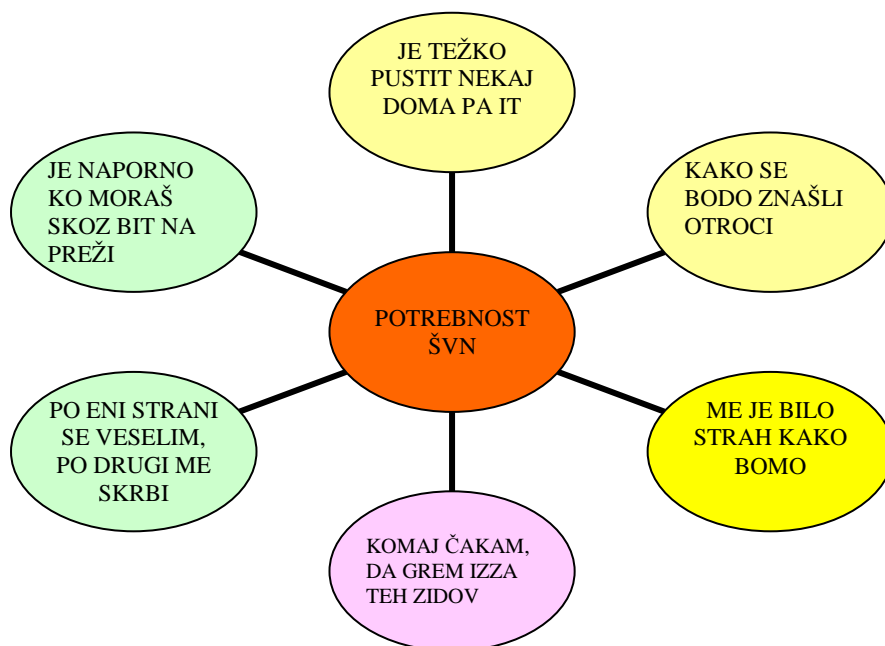 JE TEŽKO
PUSTIT NEKAJ
DOMA PA IT
JE NAPORNO
KO MORAŠ
SKOZ BIT NA
PREŽI
KAKO SE
BODO ZNAŠLI
OTROCI
POTREBNOST
ŠVN
PO ENI STRANI
SE VESELIM,
PO DRUGI ME
SKRBI
ME JE BILO
STRAH KAKO
BOMO
KOMAJ ČAKAM,
DA GREM IZZA
TEH ZIDOV